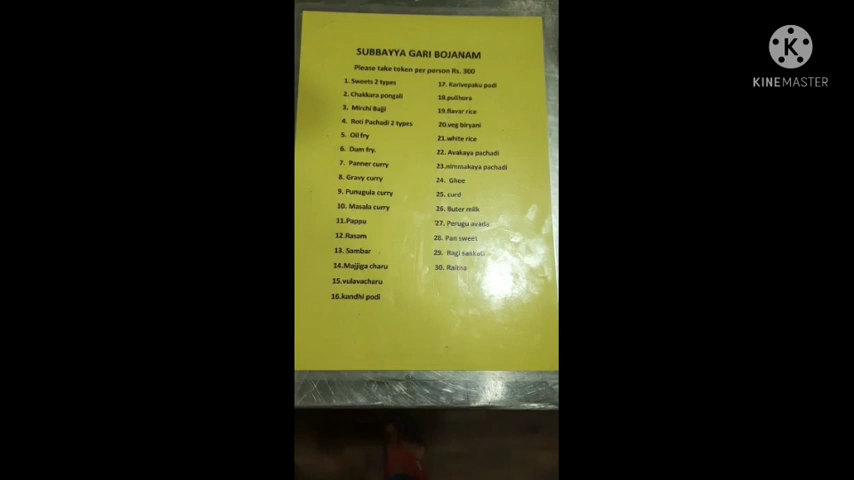 SUBBAYYA GARI BOJANAM
Please take token per person Rs. 300
1. Sweets 2 types
2. Chakkara pongali
3. Mirchi Bajji
4. Roti Pachadi 2 types
5. Oil fry
6. Dum fry.
7. Panner curry
8. Gravy curry
9. Punugula curry
10. Masala curry
11.Pappu
12.Rasam
13. Sambar
14.Majjiga charu
15.vulavacharu
16.kandhi podi
17. Karivepaku podi
18.pulihora
19.flavar rice
20.veg biryani
21.white rice
22. Avakaya pachadi
23.nimmakaya pachadi
24. Ghee
25. curd
26. Buter milk
27. Perugu avada
28. Pan sweet
29. Ragi sankati
30. Raitha
K
KINEMASTER